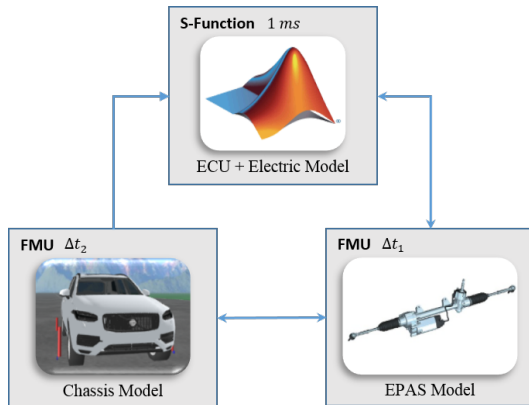 S-Function 1 ms
ECU + Electric Model
FMU Δt₂
Chassis Model
FMU Δt₁
EPAS Model